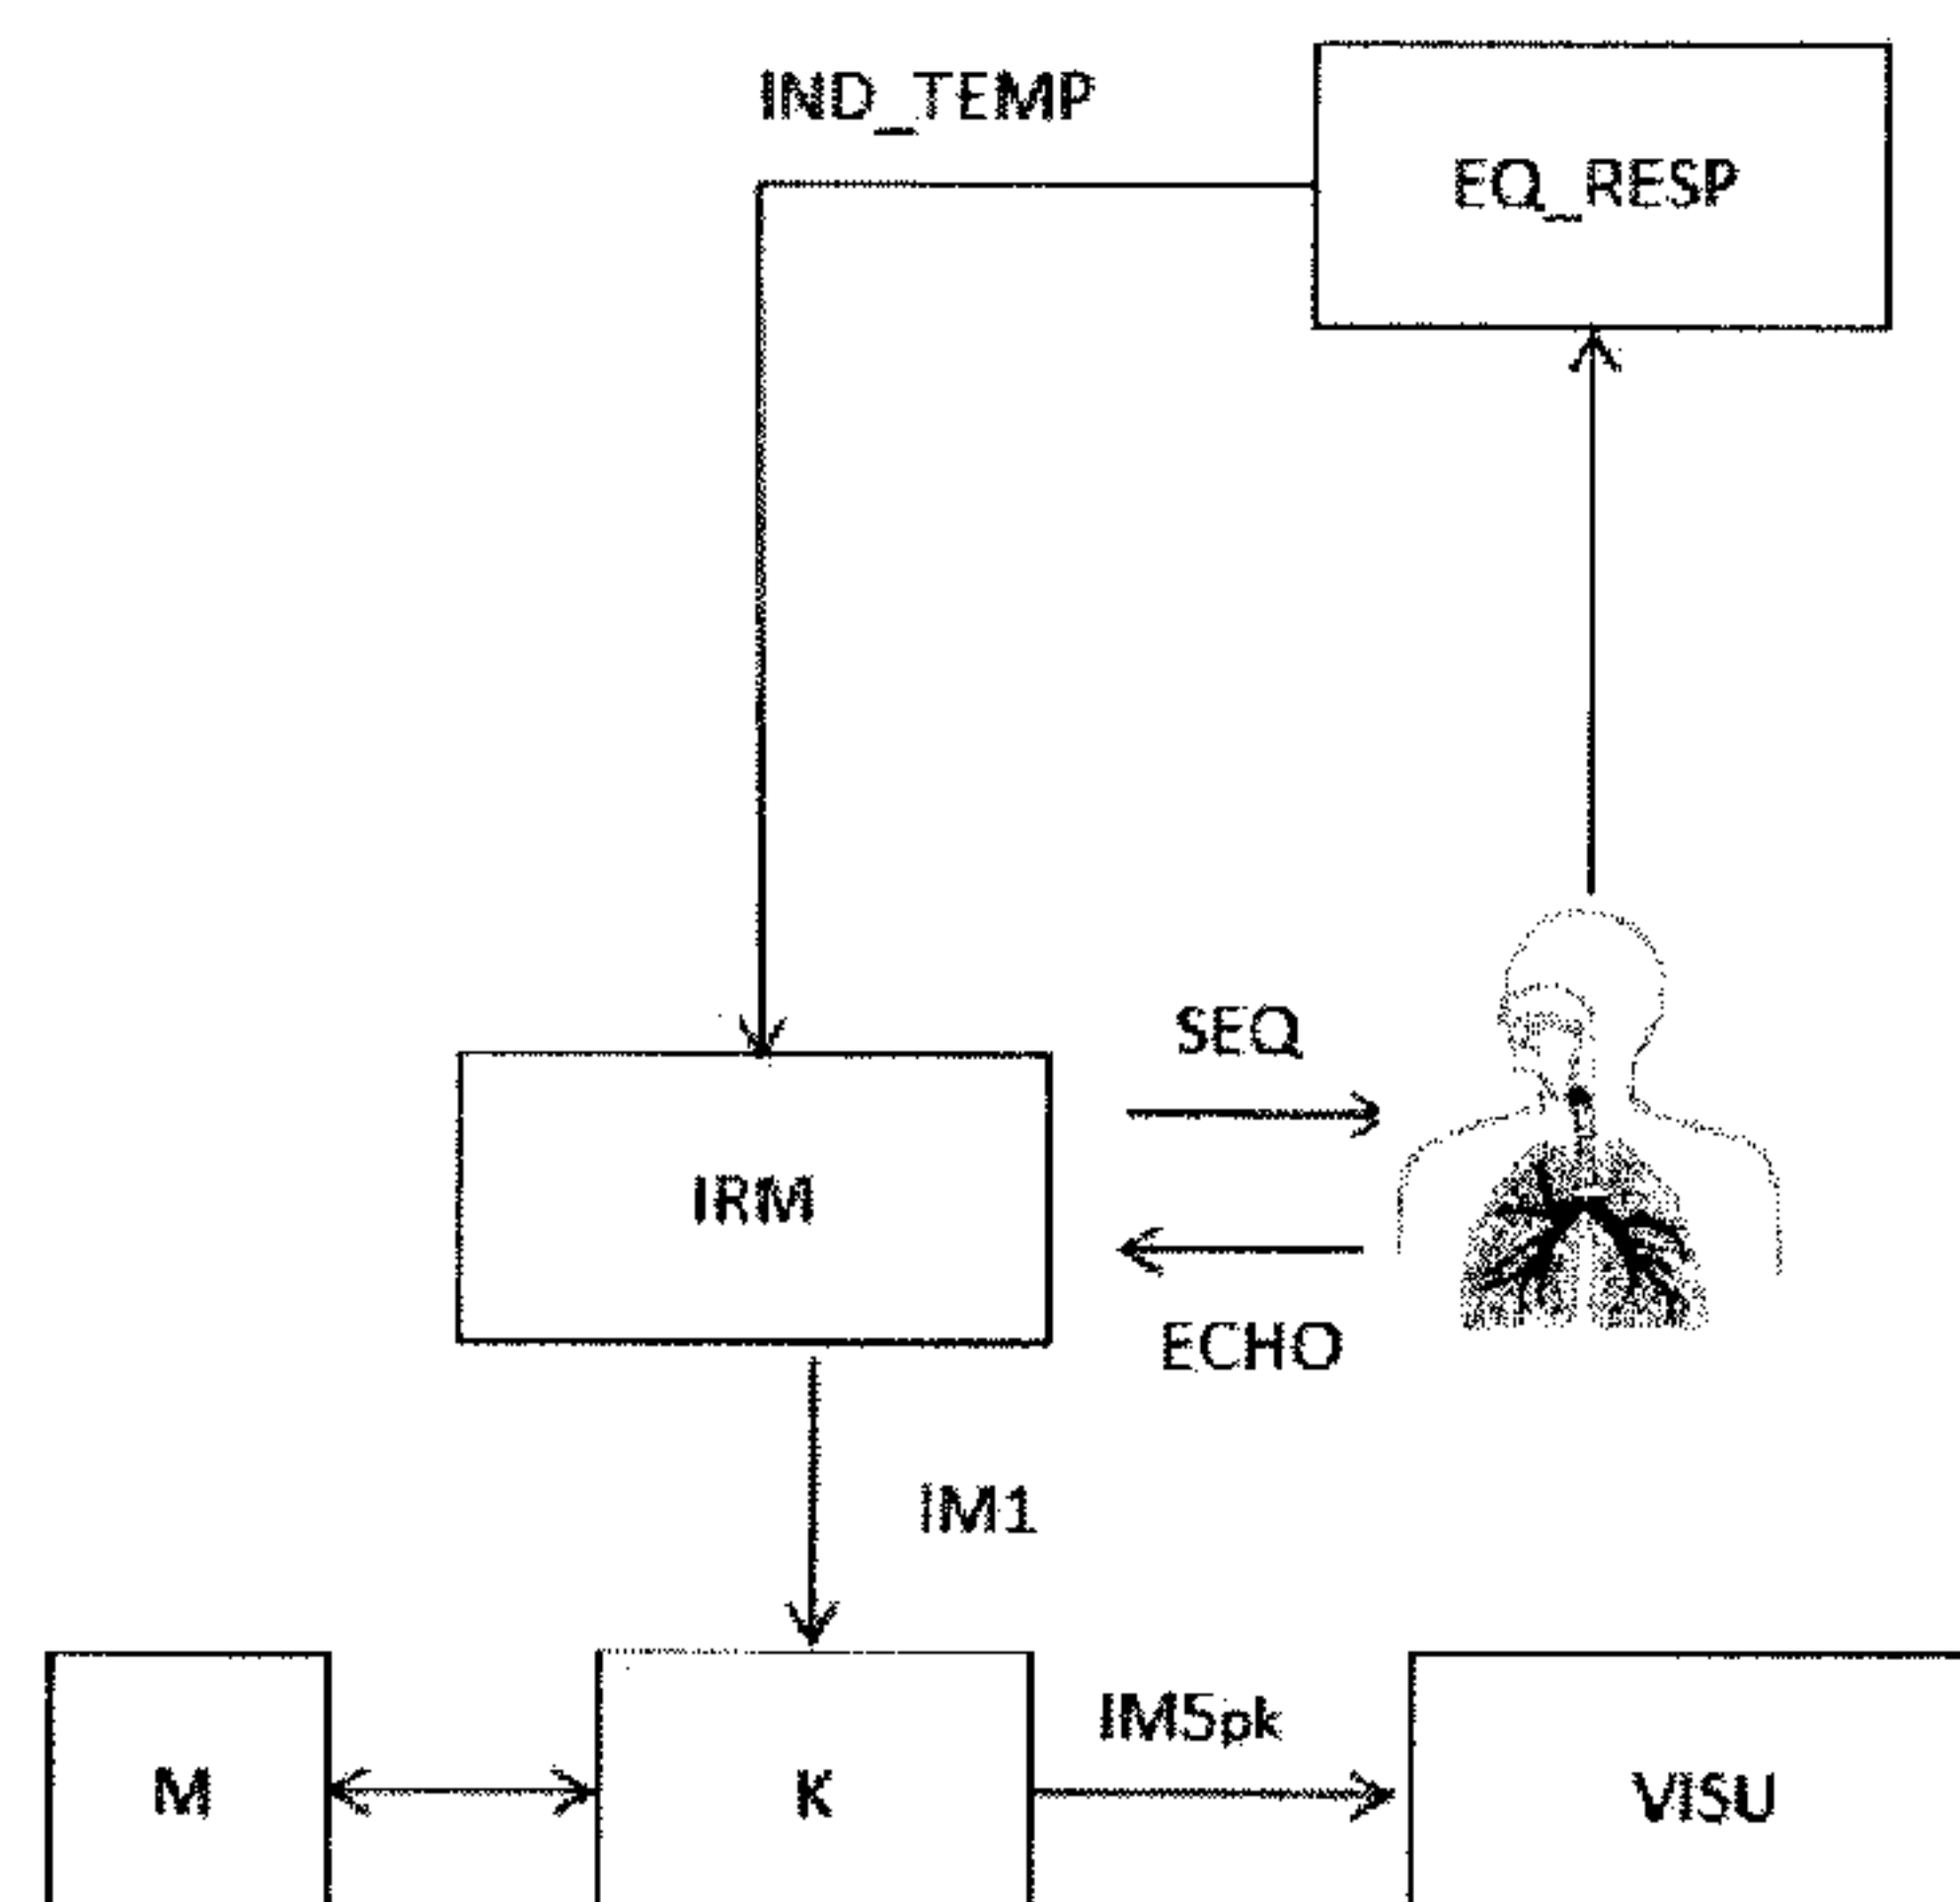 IND_TEMP
EQ_RESP
SEQ
IRM
ECHO
IM1
IM5pk
M
K
VISU